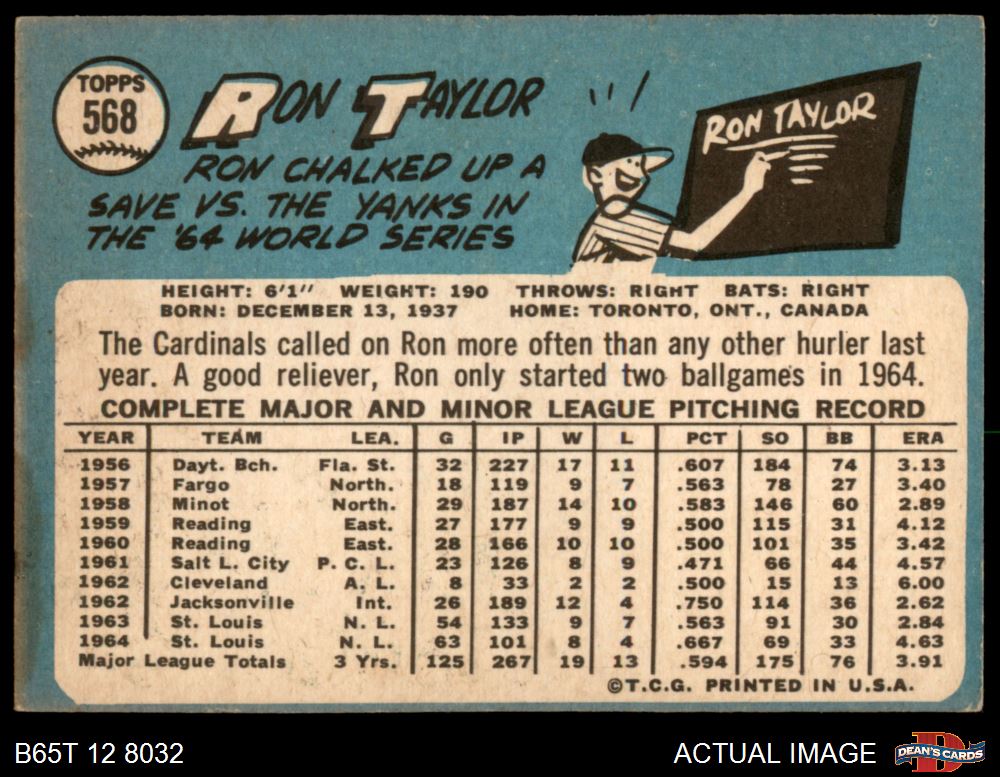 TOPPS
568
RON TAYLOR
RON CHALKED UP A
SAVE VS. THE YANKS IN
THE '64 WORLD SERIES
RON TAYLOR
HEIGHT: 6'1" WEIGHT: 190 THROWS: RIGHT BATS: RIGHT
BORN: DECEMBER 13, 1937 HOME: TORONTO, ONT., CANADA
The Cardinals called on Ron more often than any other hurler last
year. A good reliever, Ron only started two ballgames in 1964.
COMPLETE MAJOR AND MINOR LEAGUE PITCHING RECORD
YEAR TEAM LEA. G IP W L PCT SO BB ERA
1956 Dayt. Bch. Fla. St. 32 227 17 11 .607 184 74 3.13
1957 Fargo North. 18 119 9 7 .563 78 27 3.40
1958 Minot North. 29 187 14 10 .583 146 60 2.89
1959 Reading East. 27 177 9 9 .500 115 31 4.12
1960 Reading East. 28 166 10 10 .500 101 35 3.42
1961 Salt L. City P. C. L. 23 126 8 9 .471 66 44 4.57
1962 Cleveland A. L. 8 33 2 2 .500 15 13 6.00
1962 Jacksonville Int. 26 189 12 4 .750 114 36 2.62
1963 St. Louis N. L. 54 133 9 7 .563 91 30 2.84
1964 St. Louis N. L. 63 101 8 4 .667 69 33 4.63
Major League Totals 3 Yrs. 125 267 19 13 .594 175 76 3.91
©T.C.G. PRINTED IN U.S.A.
B65T 12 8032 ACTUAL IMAGE D DEAN'S CARDS